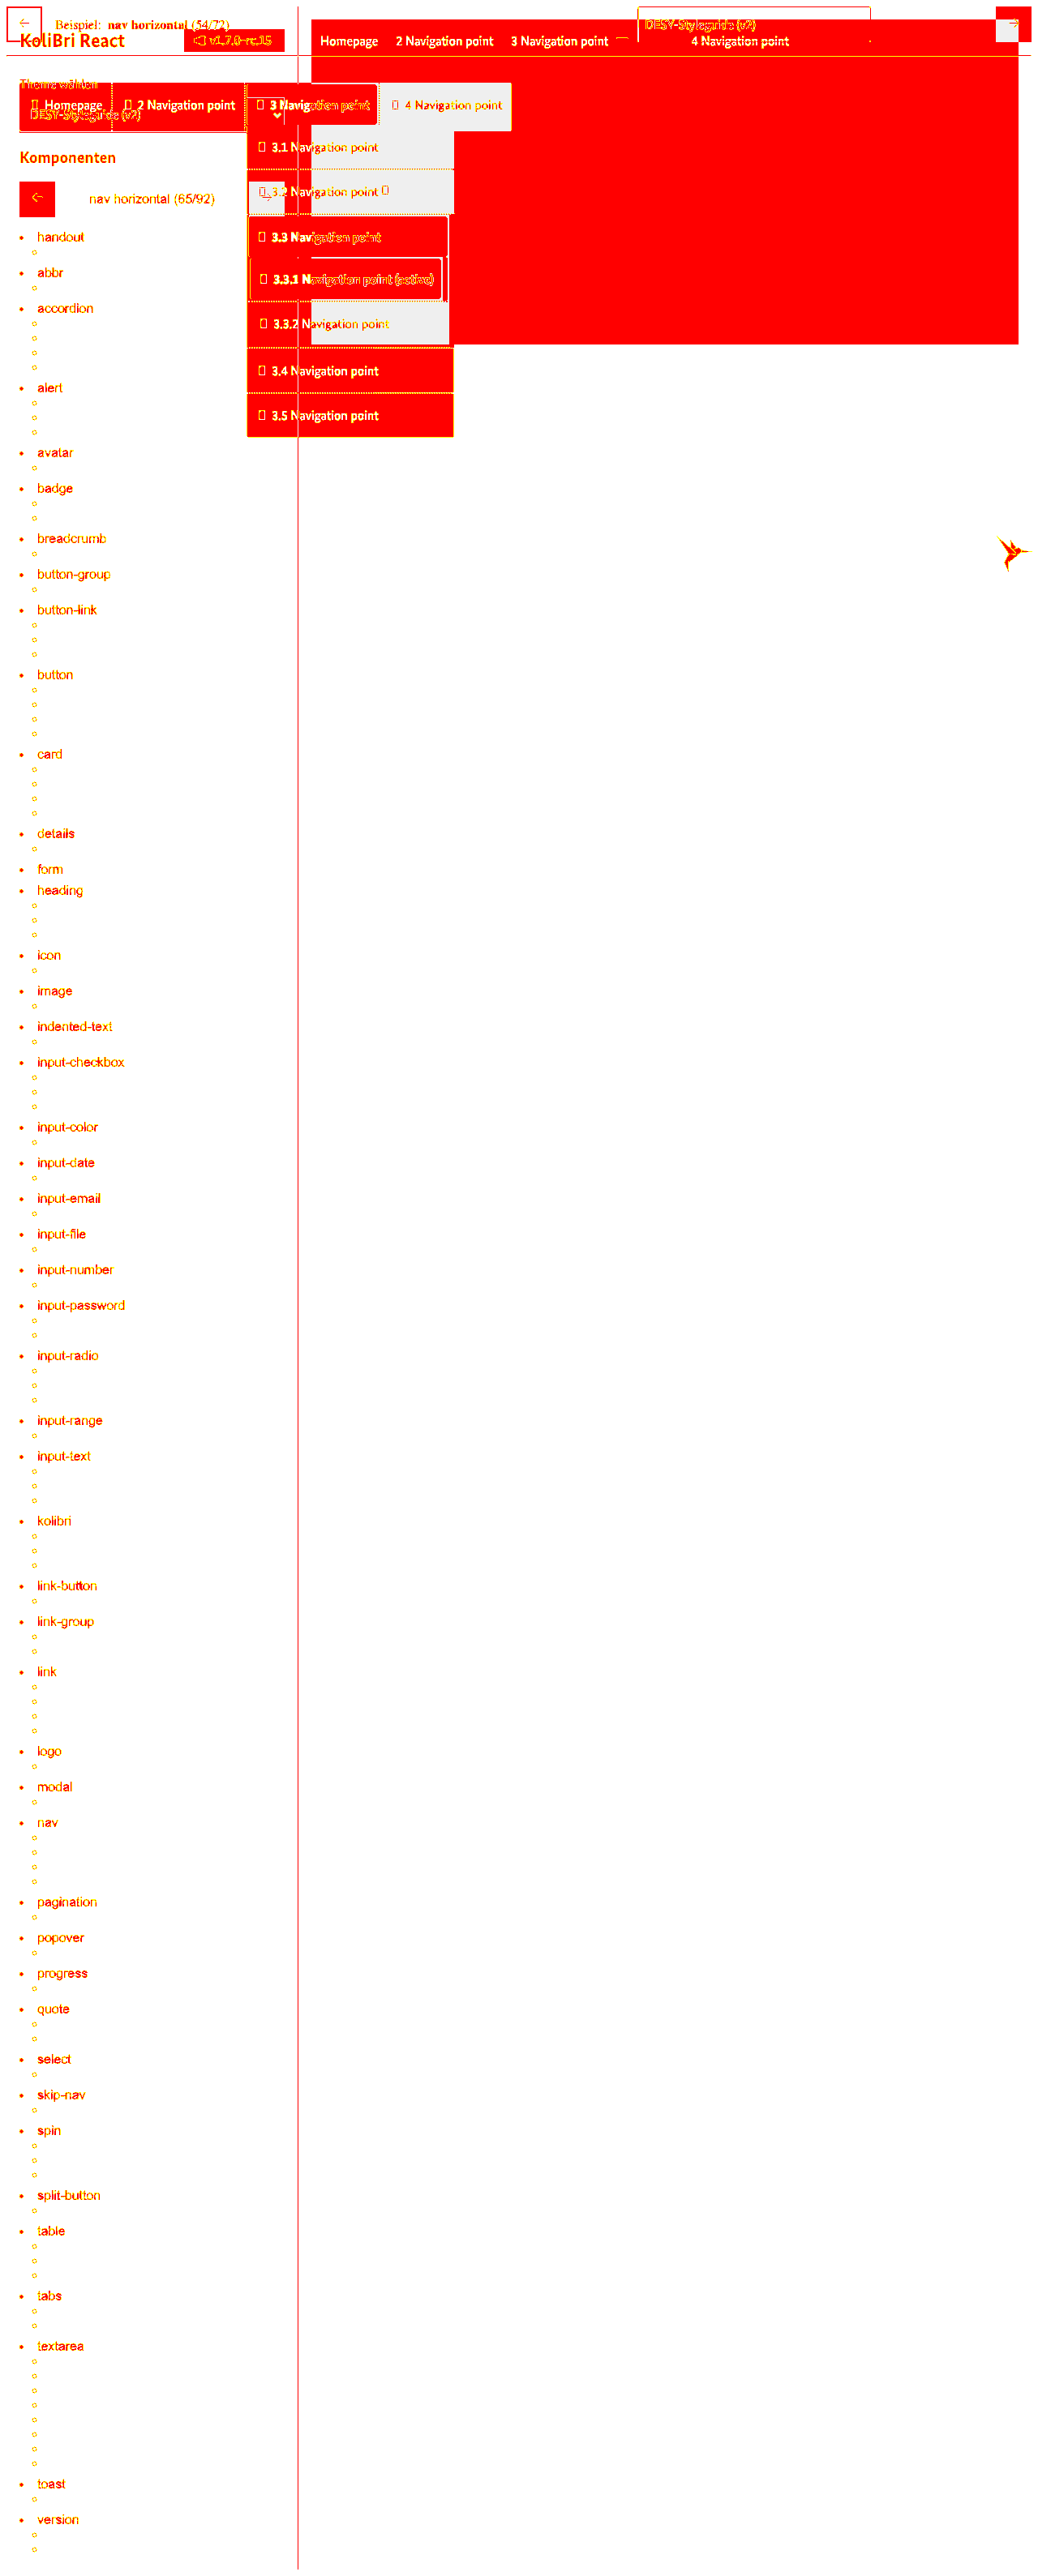 ← Beispiel: nav horizontal (54/72) DESY-Styleguide (v2) →
KoliBri React v1.7.0-rc.15 Homepage 2 Navigation point 3 Navigation point 4 Navigation point
Theme wählen
Homepage 2 Navigation point 3 Navigation point 4 Navigation point
DESY-Styleguide (v2)
3.1 Navigation point
Komponenten
3.2 Navigation point
← nav horizontal (65/92) →
3.3 Navigation point
3.3.1 Navigation point (active)
3.3.2 Navigation point
3.4 Navigation point
3.5 Navigation point
handout
abbr
accordion
alert
avatar
badge
breadcrumb
button-group
button-link
button
card
details
form
heading
icon
image
indented-text
input-checkbox
input-color
input-date
input-email
input-file
input-number
input-password
input-radio
input-range
input-text
kolibri
link-button
link-group
link
logo
modal
nav
pagination
popover
progress
quote
select
skip-nav
spin
split-button
table
tabs
textarea
toast
version